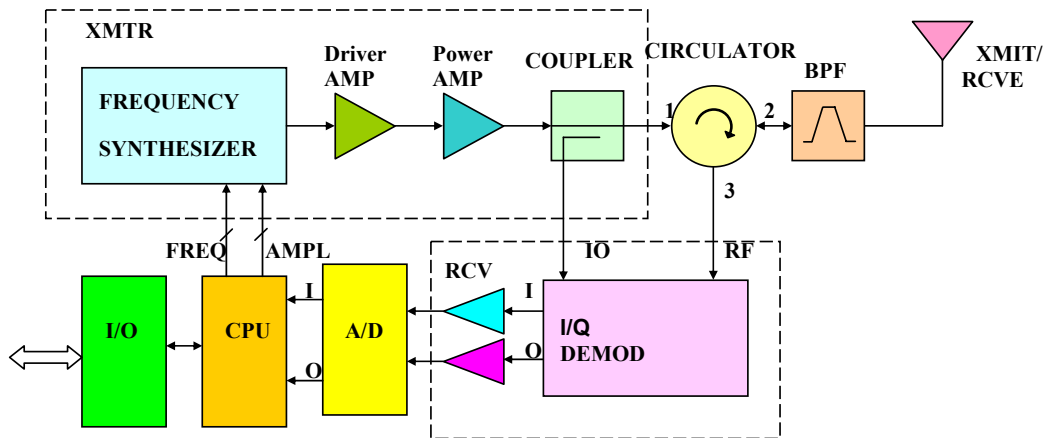 XMTR
Driver
AMP
Power
AMP
COUPLER
CIRCULATOR
BPF
XMIT/
RCVE
FREQUENCY
SYNTHESIZER
1
2
3
FREQ
AMPL
IO
RF
RCV
I/O
CPU
I
O
A/D
I
O
I/Q
DEMOD